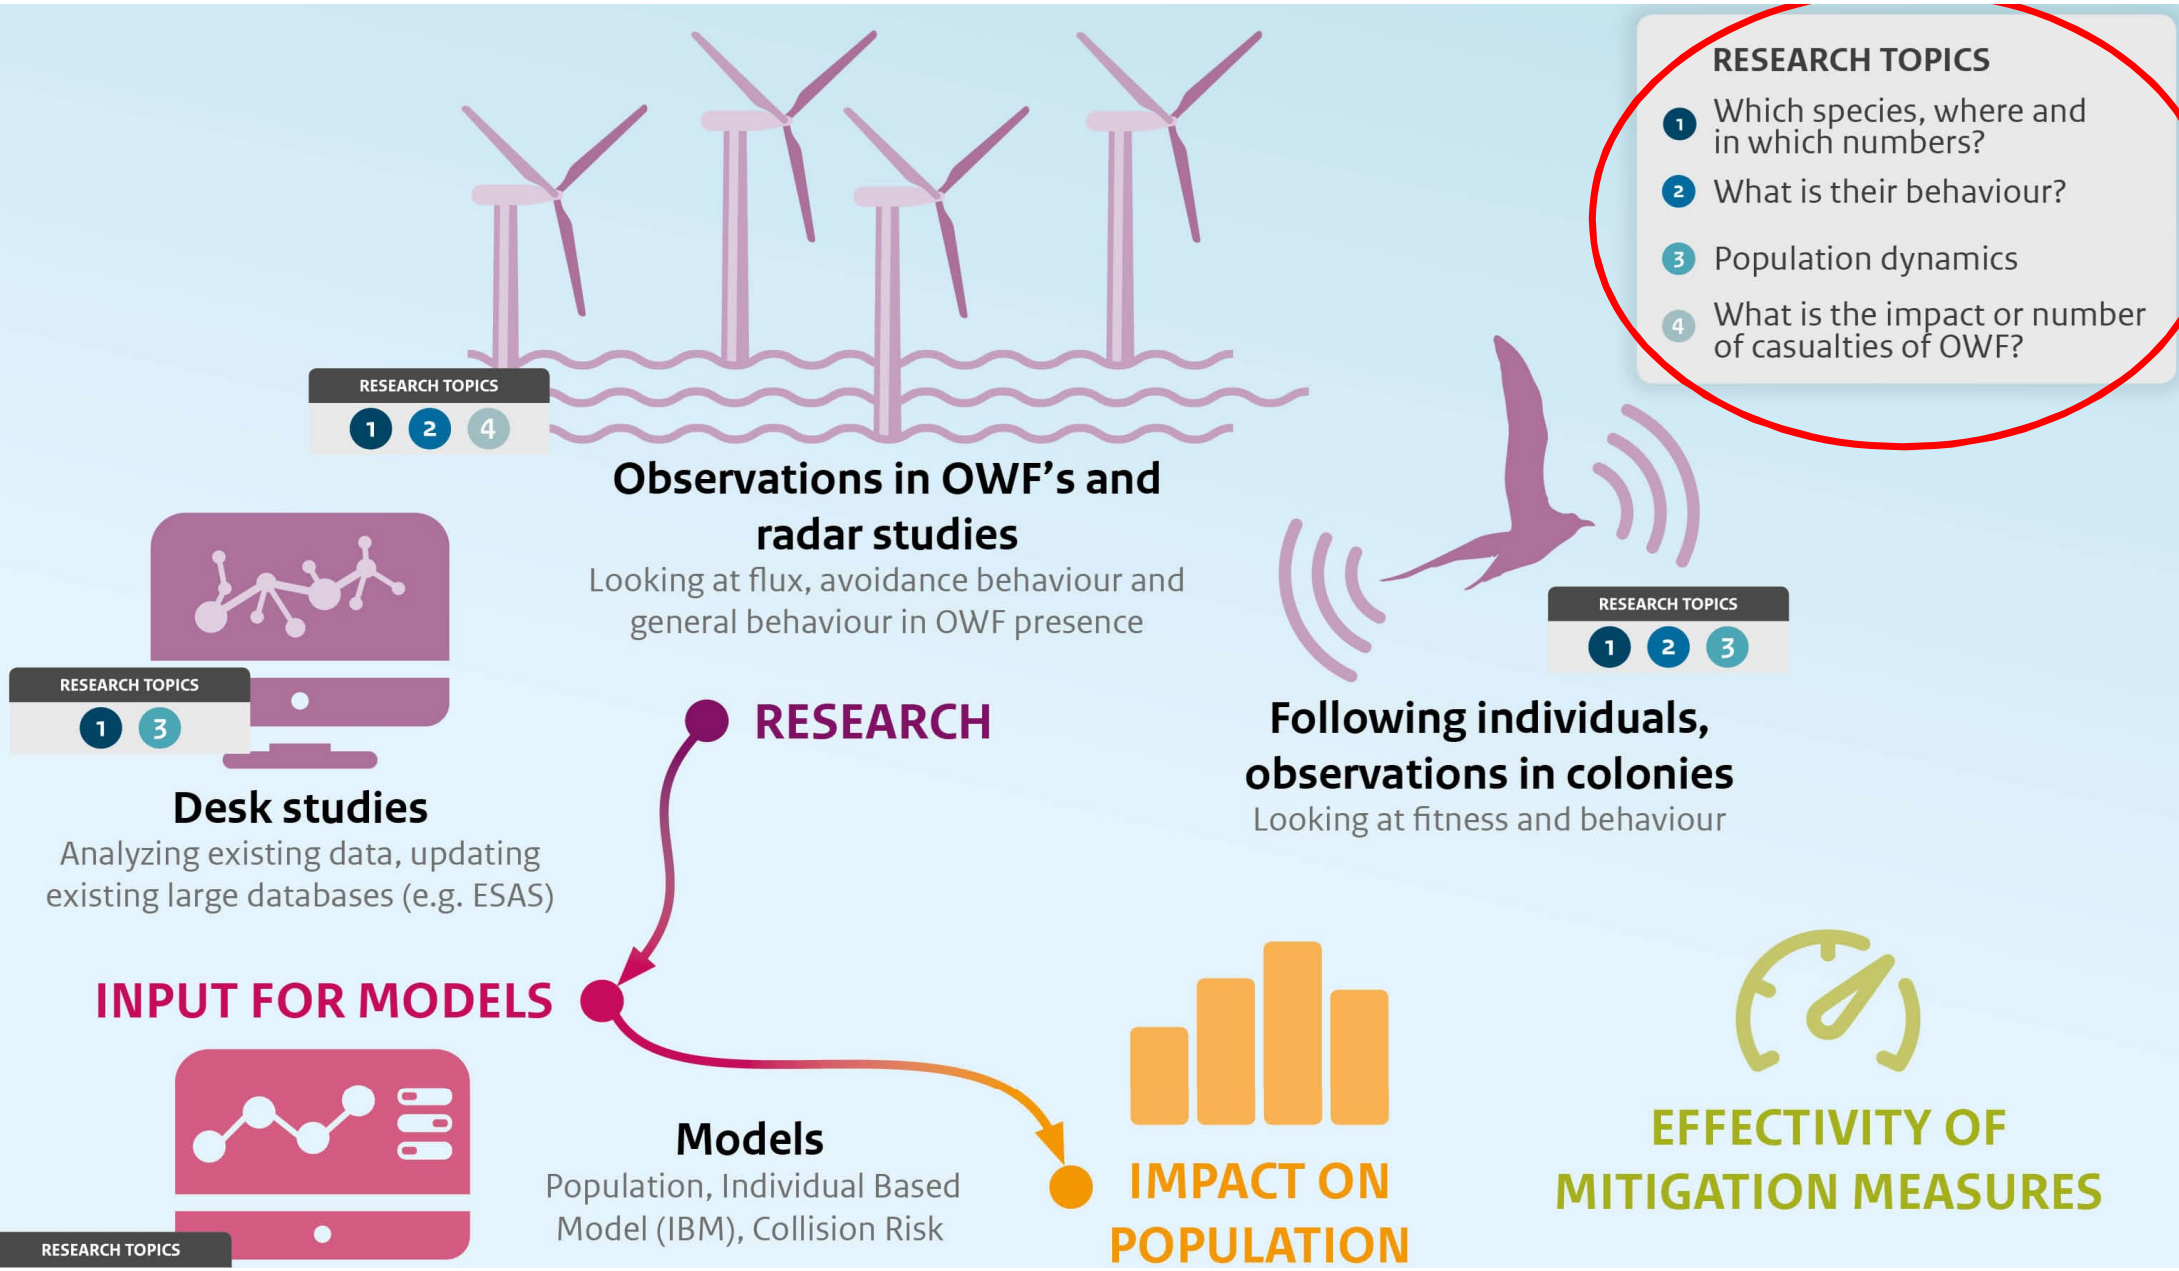 RESEARCH TOPICS
1 Which species, where and
in which numbers?
2 What is their behaviour?
3 Population dynamics
4 What is the impact or number
of casualties of OWF?
RESEARCH TOPICS
1 2 4
Observations in OWF's and
radar studies
Looking at flux, avoidance behaviour and
general behaviour in OWF presence
RESEARCH TOPICS
1 2 3
Following individuals,
observations in colonies
Looking at fitness and behaviour
RESEARCH TOPICS
1 3
Desk studies
Analyzing existing data, updating
existing large databases (e.g. ESAS)
RESEARCH
INPUT FOR MODELS
Models
Population, Individual Based
Model (IBM), Collision Risk
RESEARCH TOPICS
IMPACT ON
POPULATION
EFFECTIVITY OF
MITIGATION MEASURES